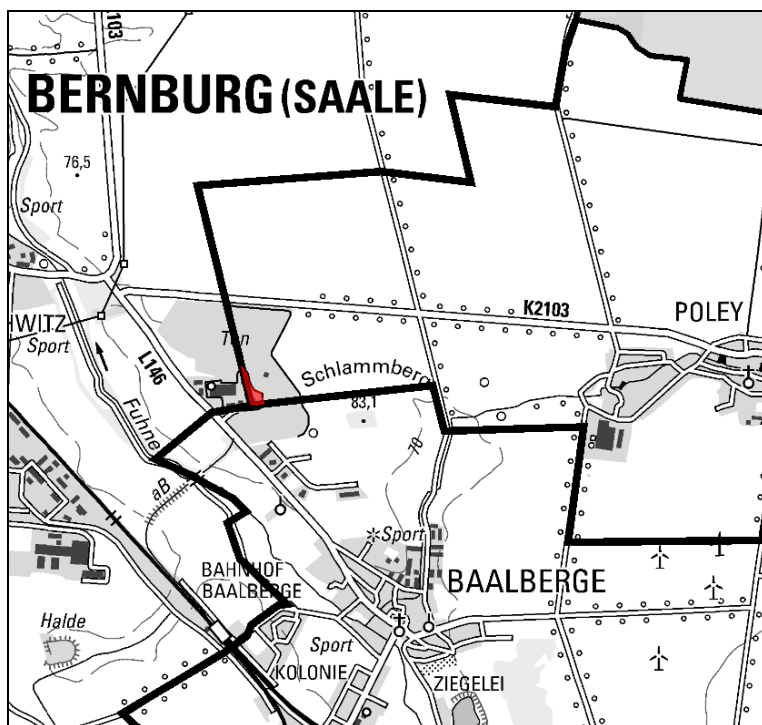 103
BERNBURG (SAALE)
76,5
Sport
K2103
POLEY
HWITZ
Sport
Ton
L146
Schlammberg
83,1
Fuhne
70
aB
Sport
BAHNHOF
BAALBERGE
BAALBERGE
Halde
Sport
KOLONIE
ZIEGELEI